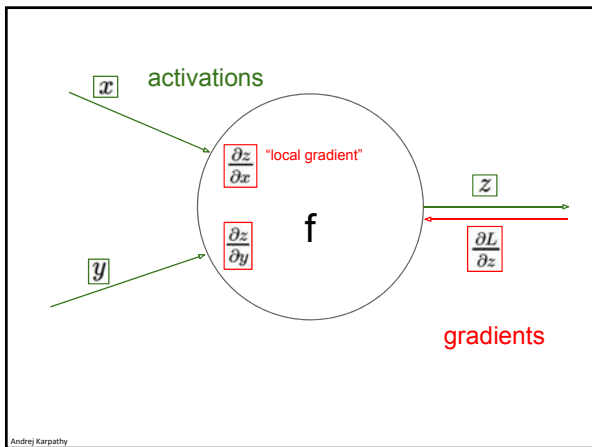 x
activations
∂z/∂x
“local gradient”
z
f
∂z/∂y
∂L/∂z
y
gradients
Andrej Karpathy